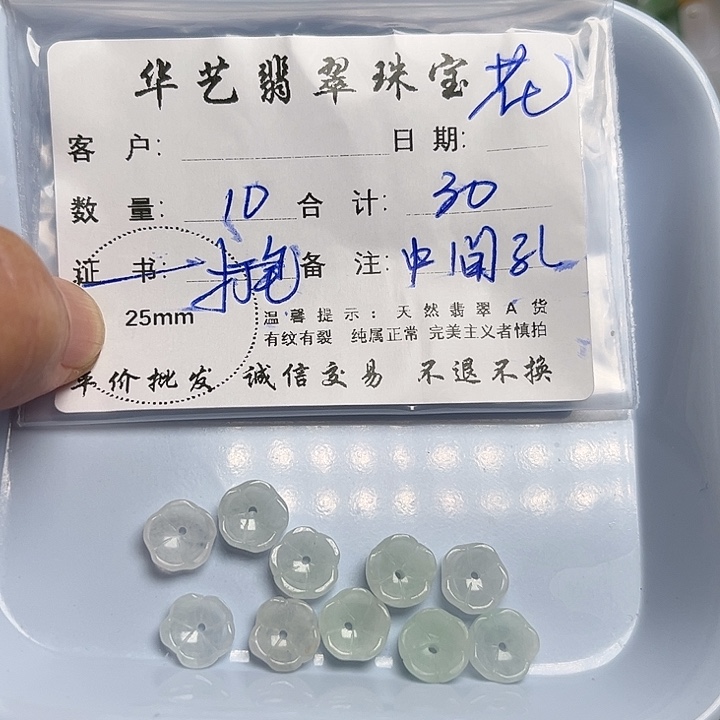 华艺翡翠珠宝 花
客 户: 日 期:
数 量: 10 合 计: 30
证 书: 打包 备 注: 中间孔
25mm 温馨提示: 天然翡翠A货
有纹有裂 纯属正常 完美主义者慎拍
平价批发 诚信交易 不退不换